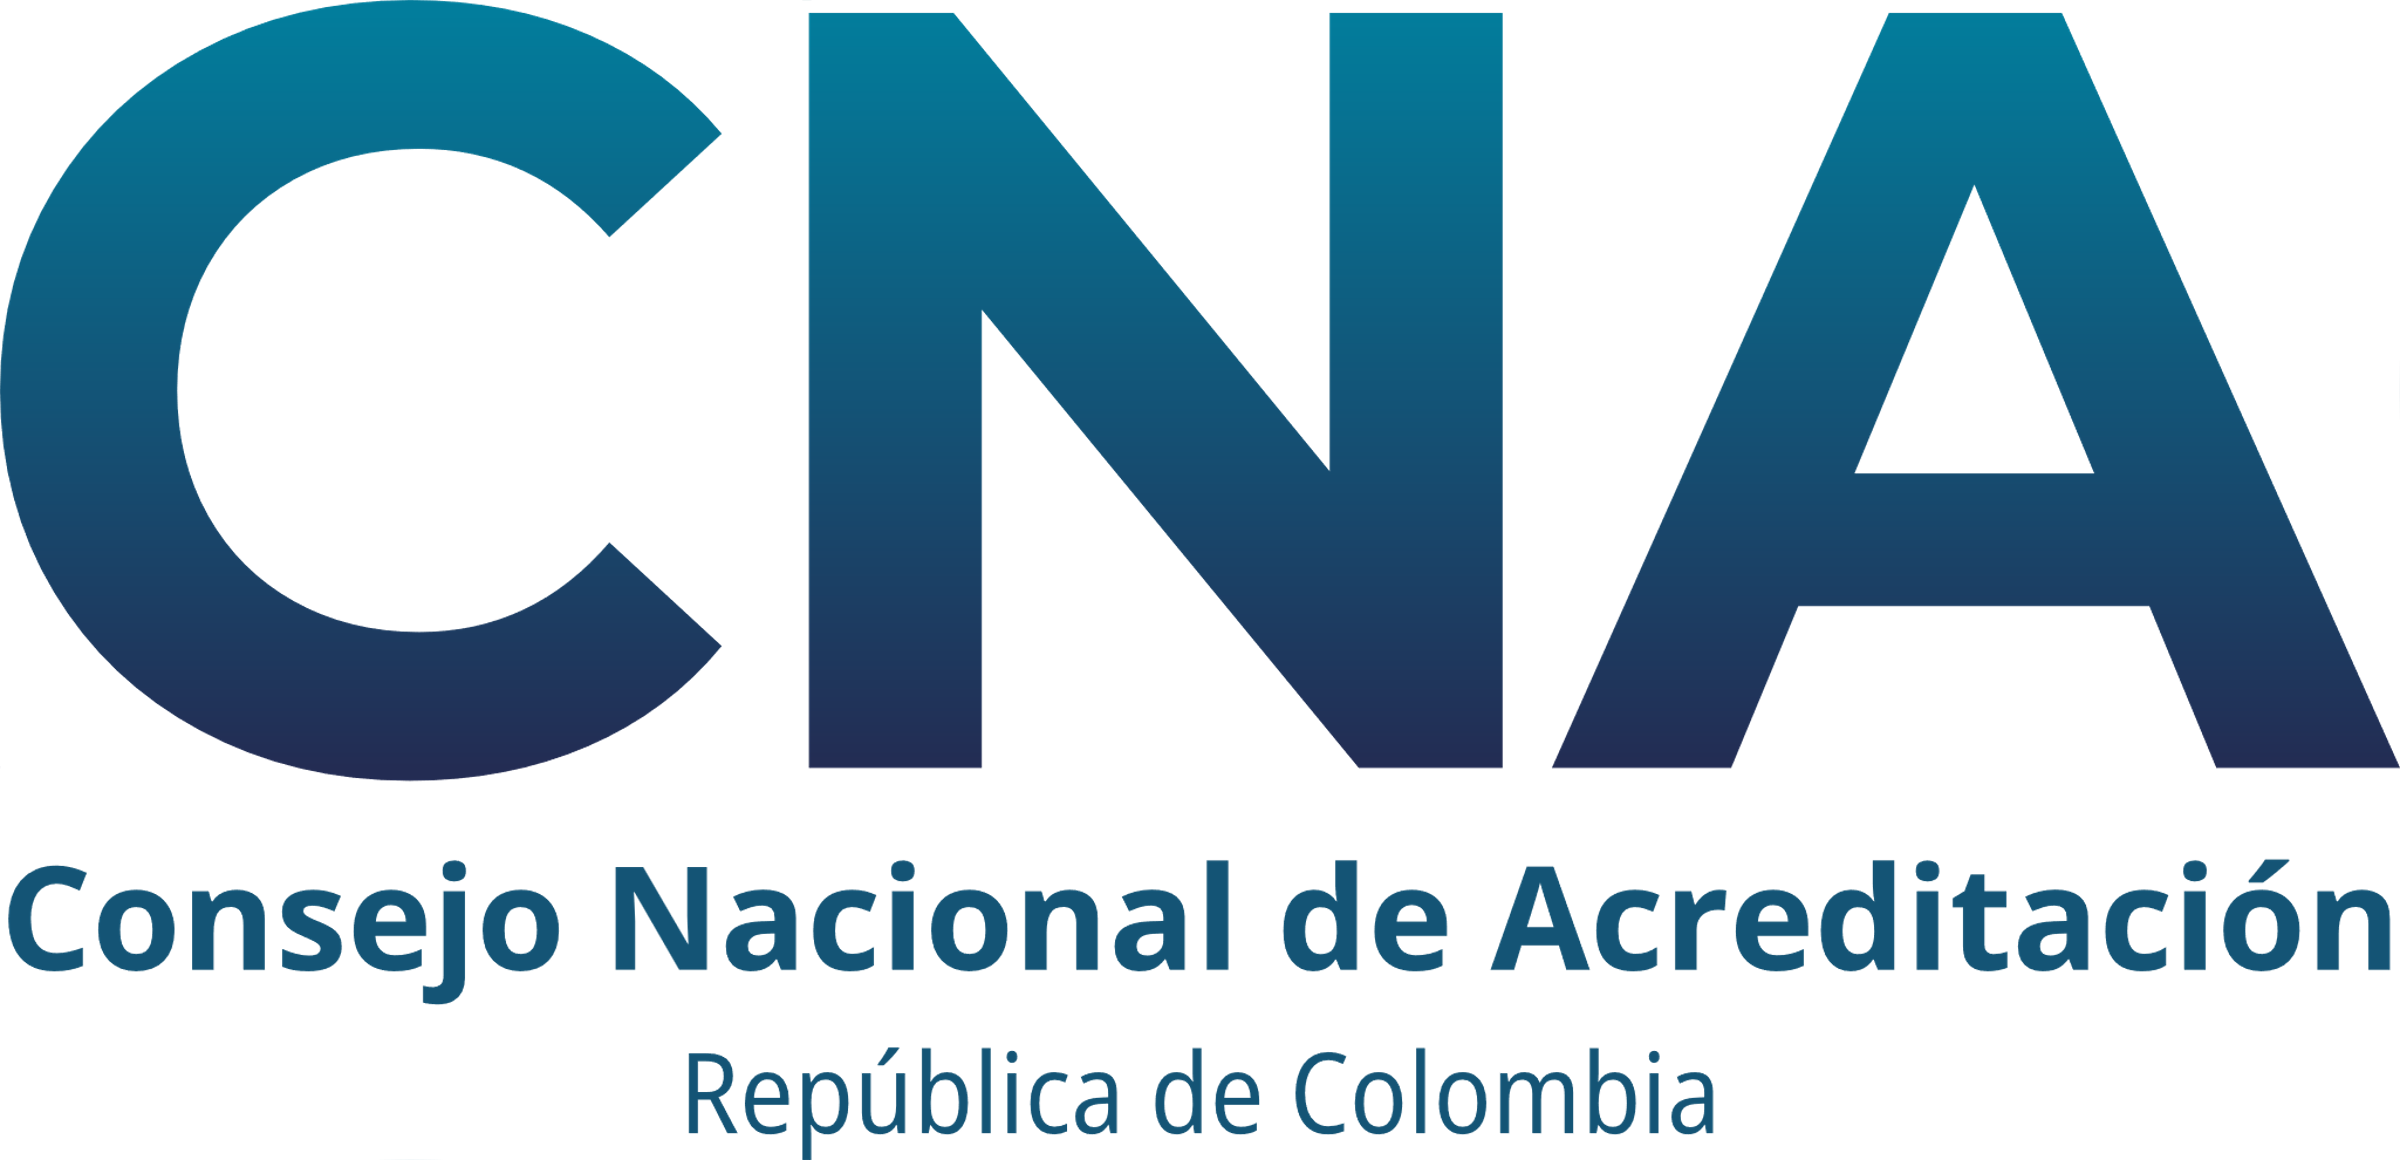 CNA
Consejo Nacional de Acreditación
República de Colombia